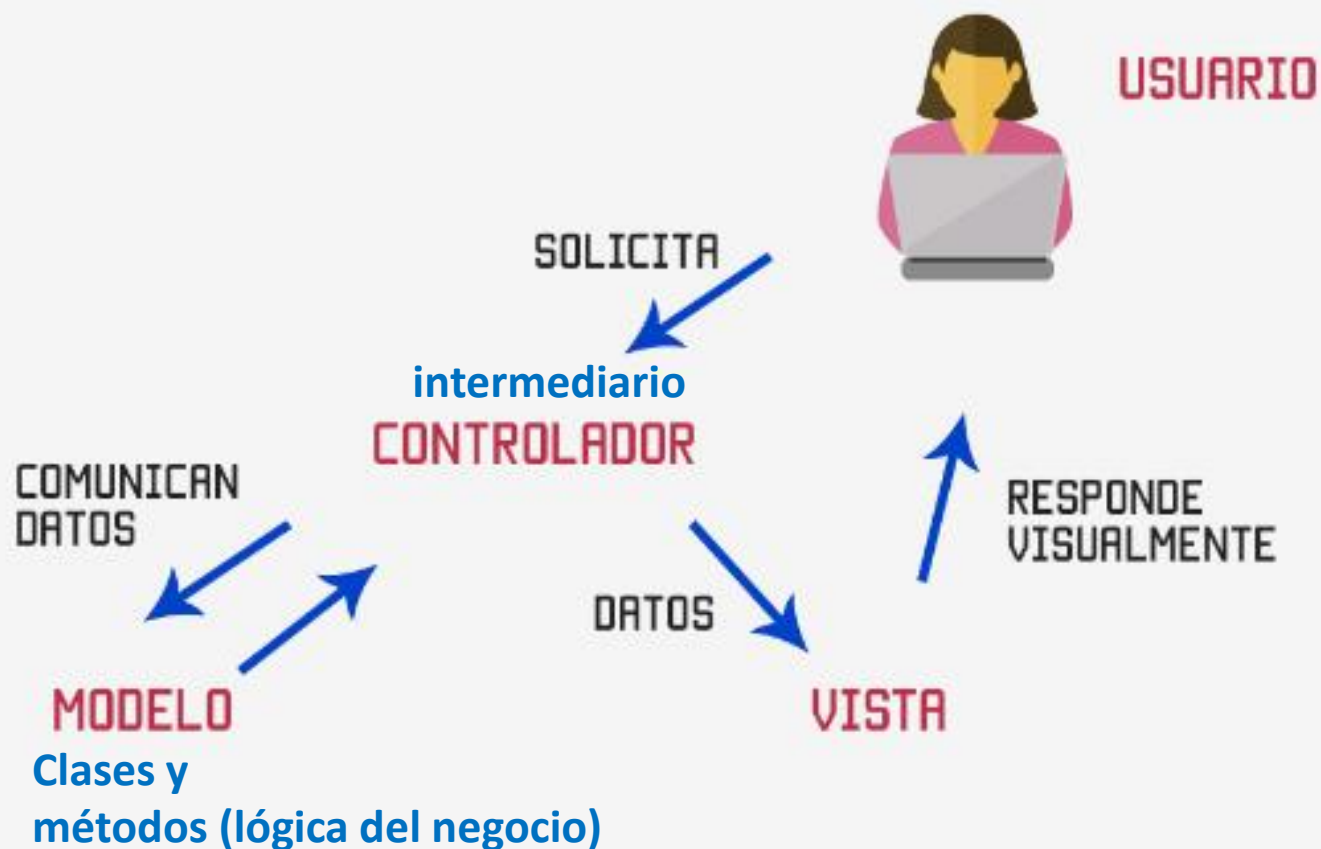 USUARIO
SOLICITA
intermediario
CONTROLADOR
COMUNICAN
DATOS
RESPONDE
VISUALMENTE
DATOS
MODELO
VISTA
Clases y
métodos (lógica del negocio)